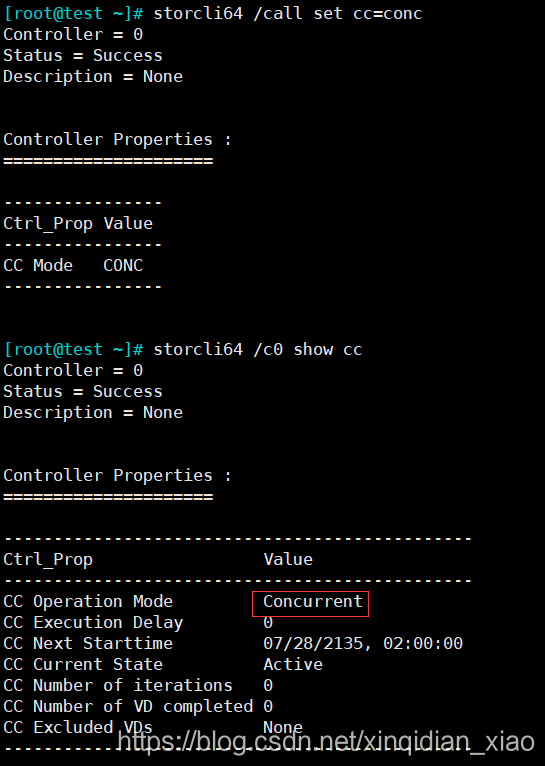 [root@test ~]# storcli64 /call set cc=conc
Controller = 0
Status = Success
Description = None
Controller Properties :
=====================
----------------
Ctrl_Prop Value
----------------
CC Mode   CONC
----------------
[root@test ~]# storcli64 /c0 show cc
Controller = 0
Status = Success
Description = None
Controller Properties :
=====================
-----------------------------------------------
Ctrl_Prop                 Value
-----------------------------------------------
CC Operation Mode         Concurrent
CC Execution Delay        0
CC Next Starttime         07/28/2135, 02:00:00
CC Current State          Active
CC Number of iterations   0
CC Number of VD completed 0
CC Excluded VDs           None
-----------------------------------------------
https://blog.csdn.net/xinqidian_xiao